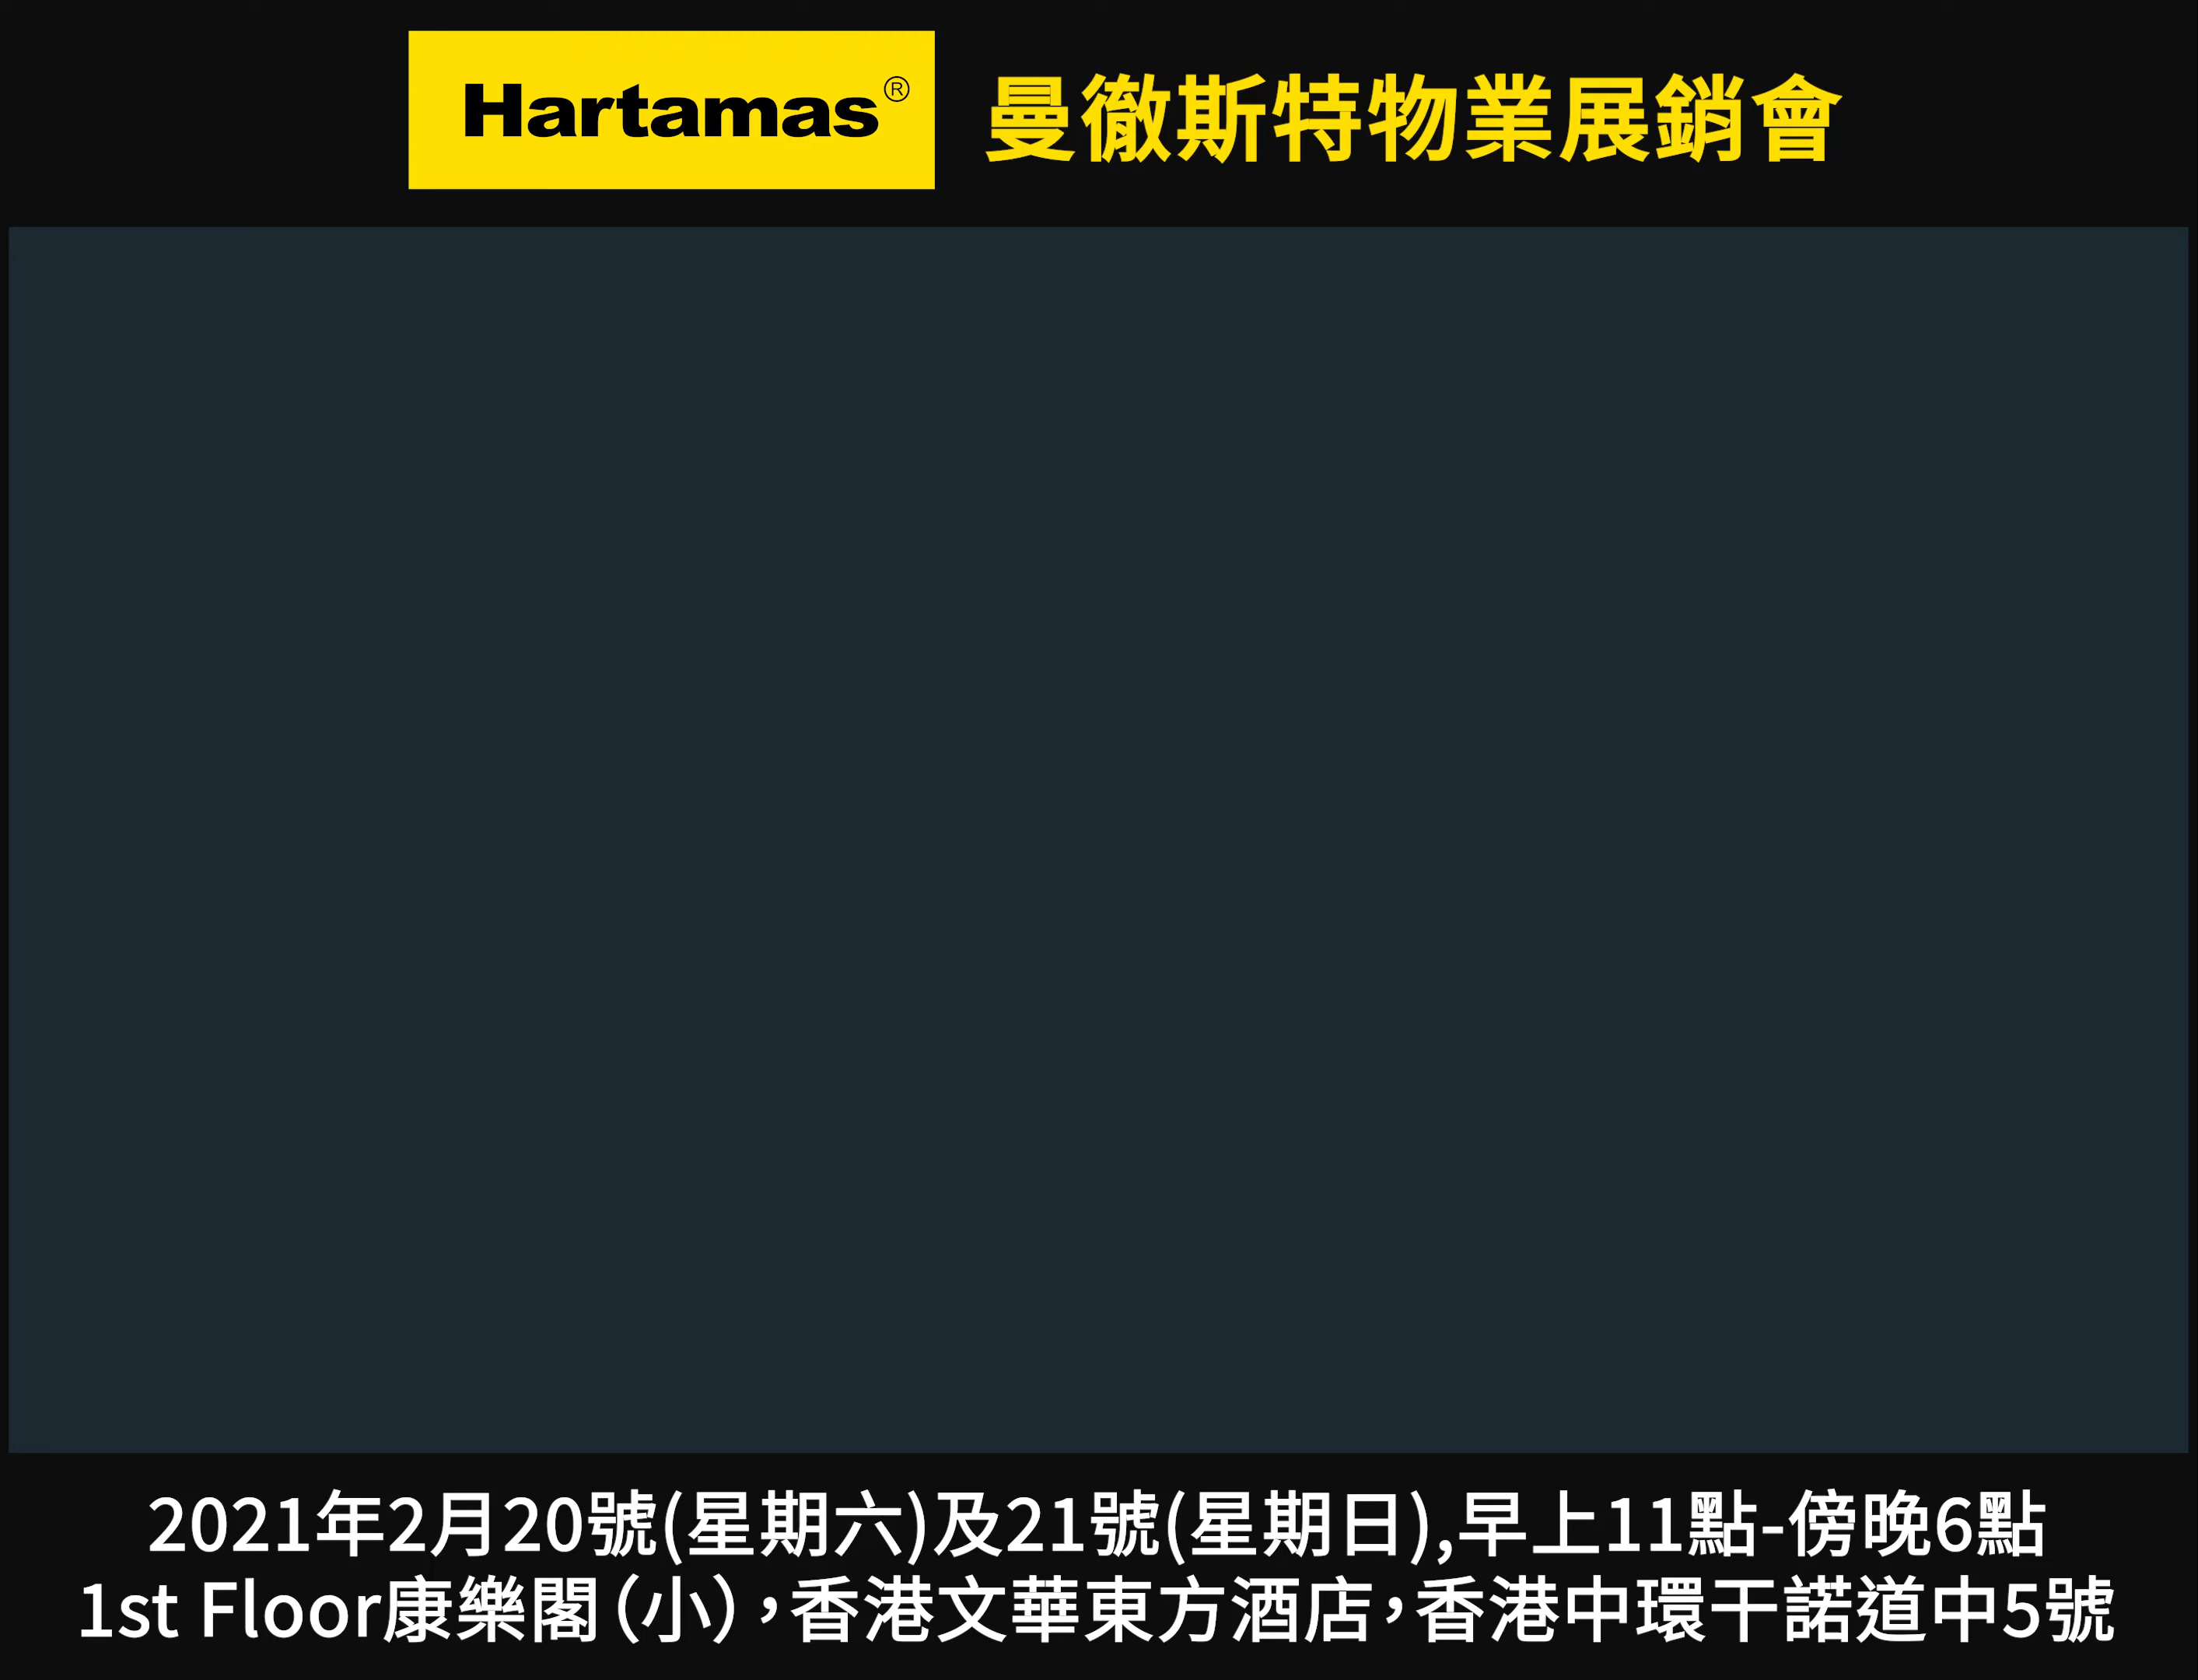 Hartamas® 曼徹斯特物業展銷會
2021年2月20號(星期六)及21號(星期日),早上11點-傍晚6點
1st Floor康樂閣（小），香港文華東方酒店，香港中環干諾道中5號